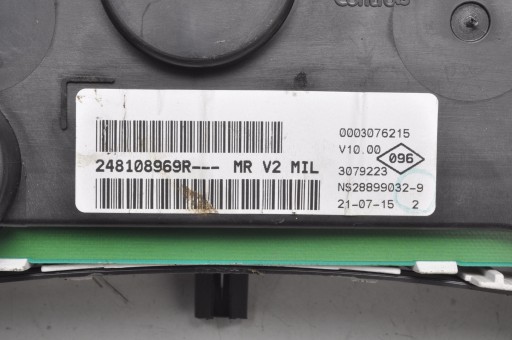 0003076215
V10.00
096
248108969R--- MR V2 MIL
3079223
NS28899032-9
21-07-15 2